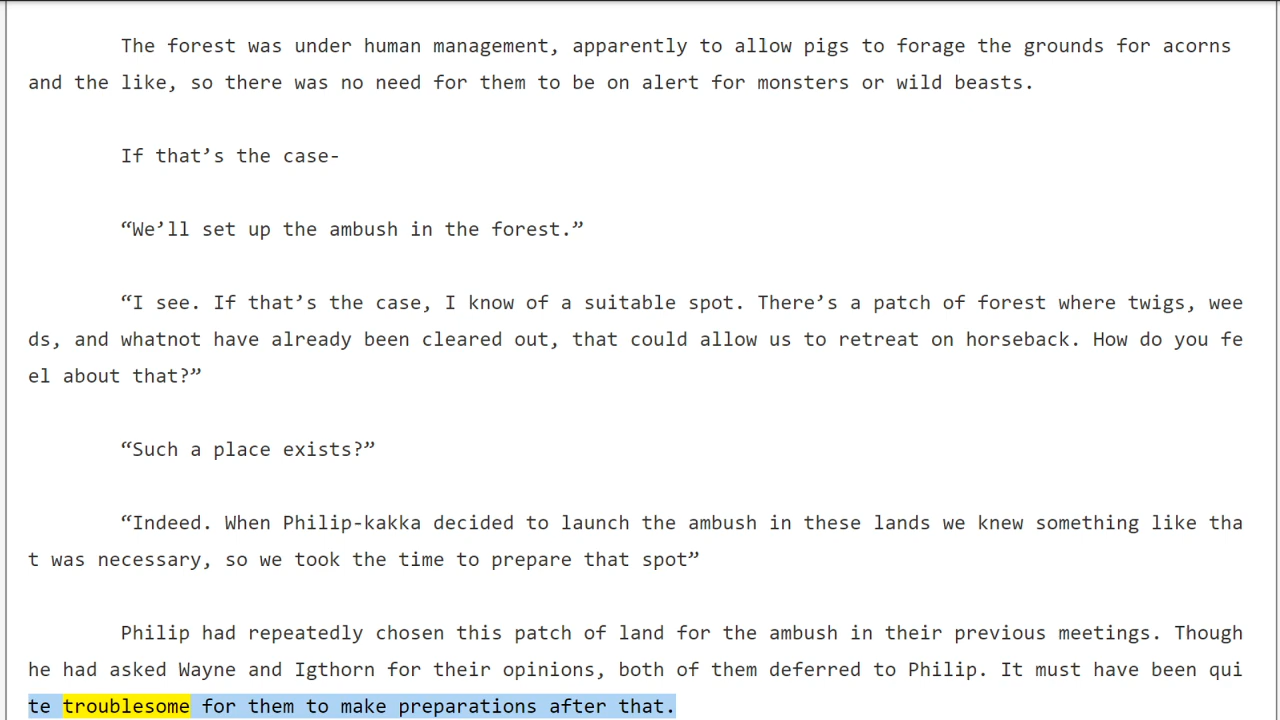 The forest was under human management, apparently to allow pigs to forage the grounds for acorns
and the like, so there was no need for them to be on alert for monsters or wild beasts.
If that’s the case-
“We’ll set up the ambush in the forest.”
“I see. If that’s the case, I know of a suitable spot. There’s a patch of forest where twigs, wee
ds, and whatnot have already been cleared out, that could allow us to retreat on horseback. How do you fe
el about that?”
“Such a place exists?”
“Indeed. When Philip-kakka decided to launch the ambush in these lands we knew something like tha
t was necessary, so we took the time to prepare that spot”
Philip had repeatedly chosen this patch of land for the ambush in their previous meetings. Though
he had asked Wayne and Igthorn for their opinions, both of them deferred to Philip. It must have been qui
te troublesome for them to make preparations after that.